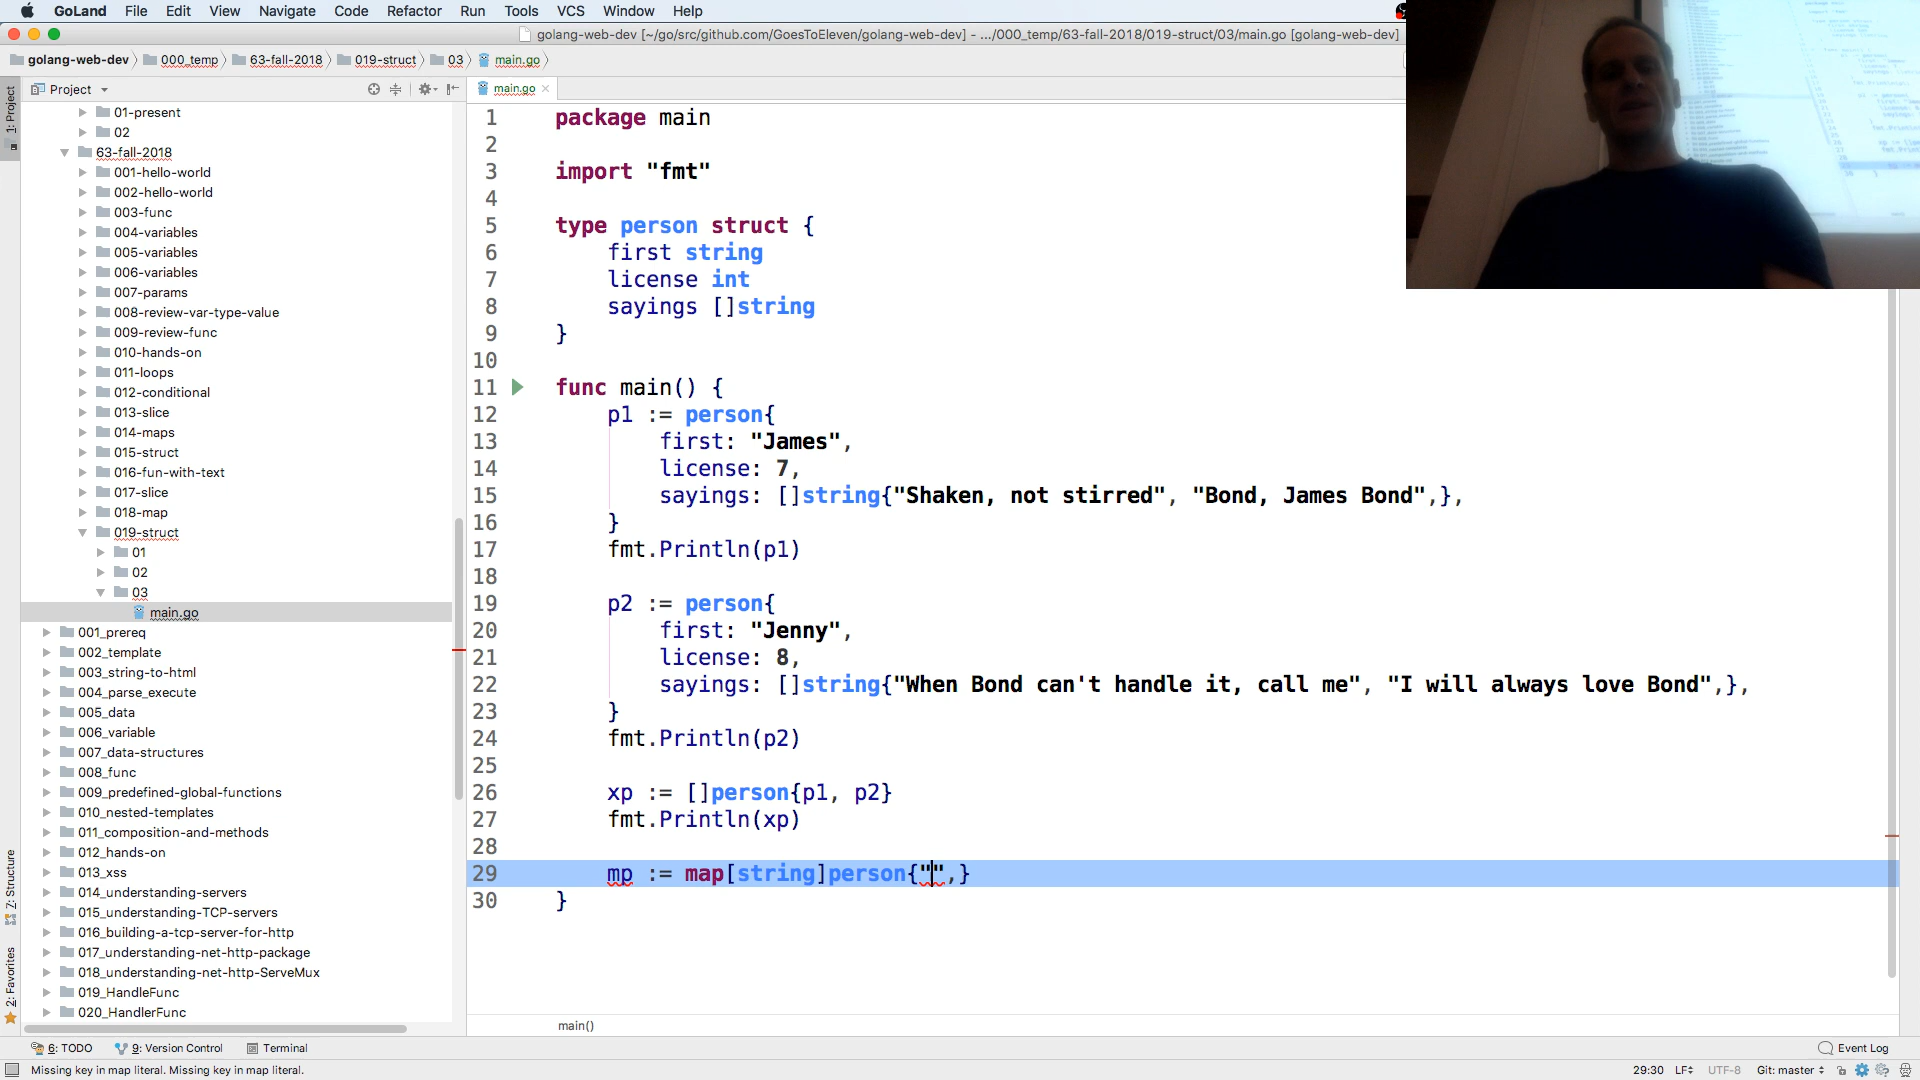 GoLand File Edit View Navigate Code Refactor Run Tools VCS Window Help
golang-web-dev [~/go/src/github.com/GoesToEleven/golang-web-dev] - .../000_temp/63-fall-2018/019-struct/03/main.go [golang-web-dev]
golang-web-dev 000_temp 63-fall-2018 019-struct 03 main.go
1: Project
Project
main.go
01-present
02
63-fall-2018
001-hello-world
002-hello-world
003-func
004-variables
005-variables
006-variables
007-params
008-review-var-type-value
009-review-func
010-hands-on
011-loops
012-conditional
013-slice
014-maps
015-struct
016-fun-with-text
017-slice
018-map
019-struct
01
02
03
main.go
001_prereq
002_template
003_string-to-html
004_parse_execute
005_data
006_variable
007_data-structures
008_func
009_predefined-global-functions
010_nested-templates
011_composition-and-methods
012_hands-on
013_xss
014_understanding-servers
015_understanding-TCP-servers
016_building-a-tcp-server-for-http
017_understanding-net-http-package
018_understanding-net-http-ServeMux
019_HandleFunc
020_HandlerFunc
7: Structure
2: Favorites
1 package main
2
3 import "fmt"
4
5 type person struct {
6 first string
7 license int
8 sayings []string
9 }
10
11 func main() {
12 p1 := person{
13 first: "James",
14 license: 7,
15 sayings: []string{"Shaken, not stirred", "Bond, James Bond",},
16 }
17 fmt.Println(p1)
18
19 p2 := person{
20 first: "Jenny",
21 license: 8,
22 sayings: []string{"When Bond can't handle it, call me", "I will always love Bond",},
23 }
24 fmt.Println(p2)
25
26 xp := []person{p1, p2}
27 fmt.Println(xp)
28
29 mp := map[string]person{"",}
30 }
main()
6: TODO 9: Version Control Terminal Event Log
Missing key in map literal. Missing key in map literal. 29:30 LF UTF-8 Git: master